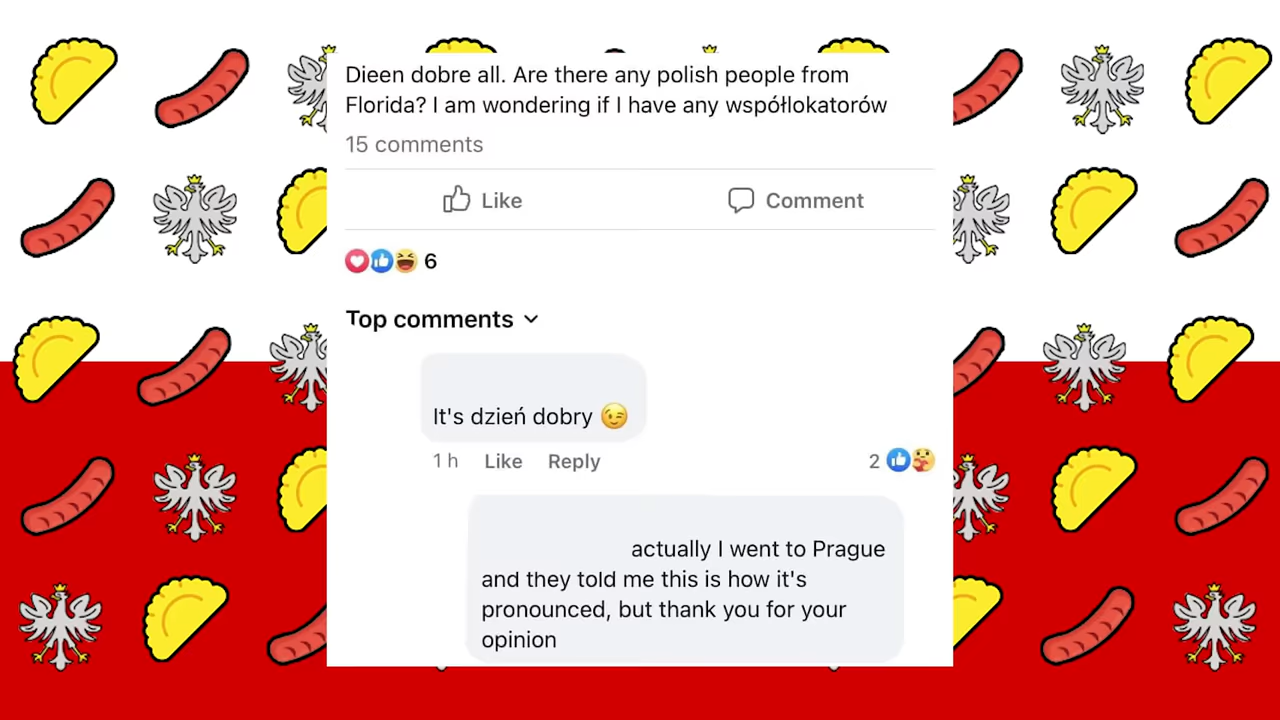 Dieen dobre all. Are there any polish people from
Florida? I am wondering if I have any współlokatorów
15 comments
Like Comment
6
Top comments
It's dzień dobry 😉
1 h Like Reply 2
actually I went to Prague
and they told me this is how it's
pronounced, but thank you for your
opinion